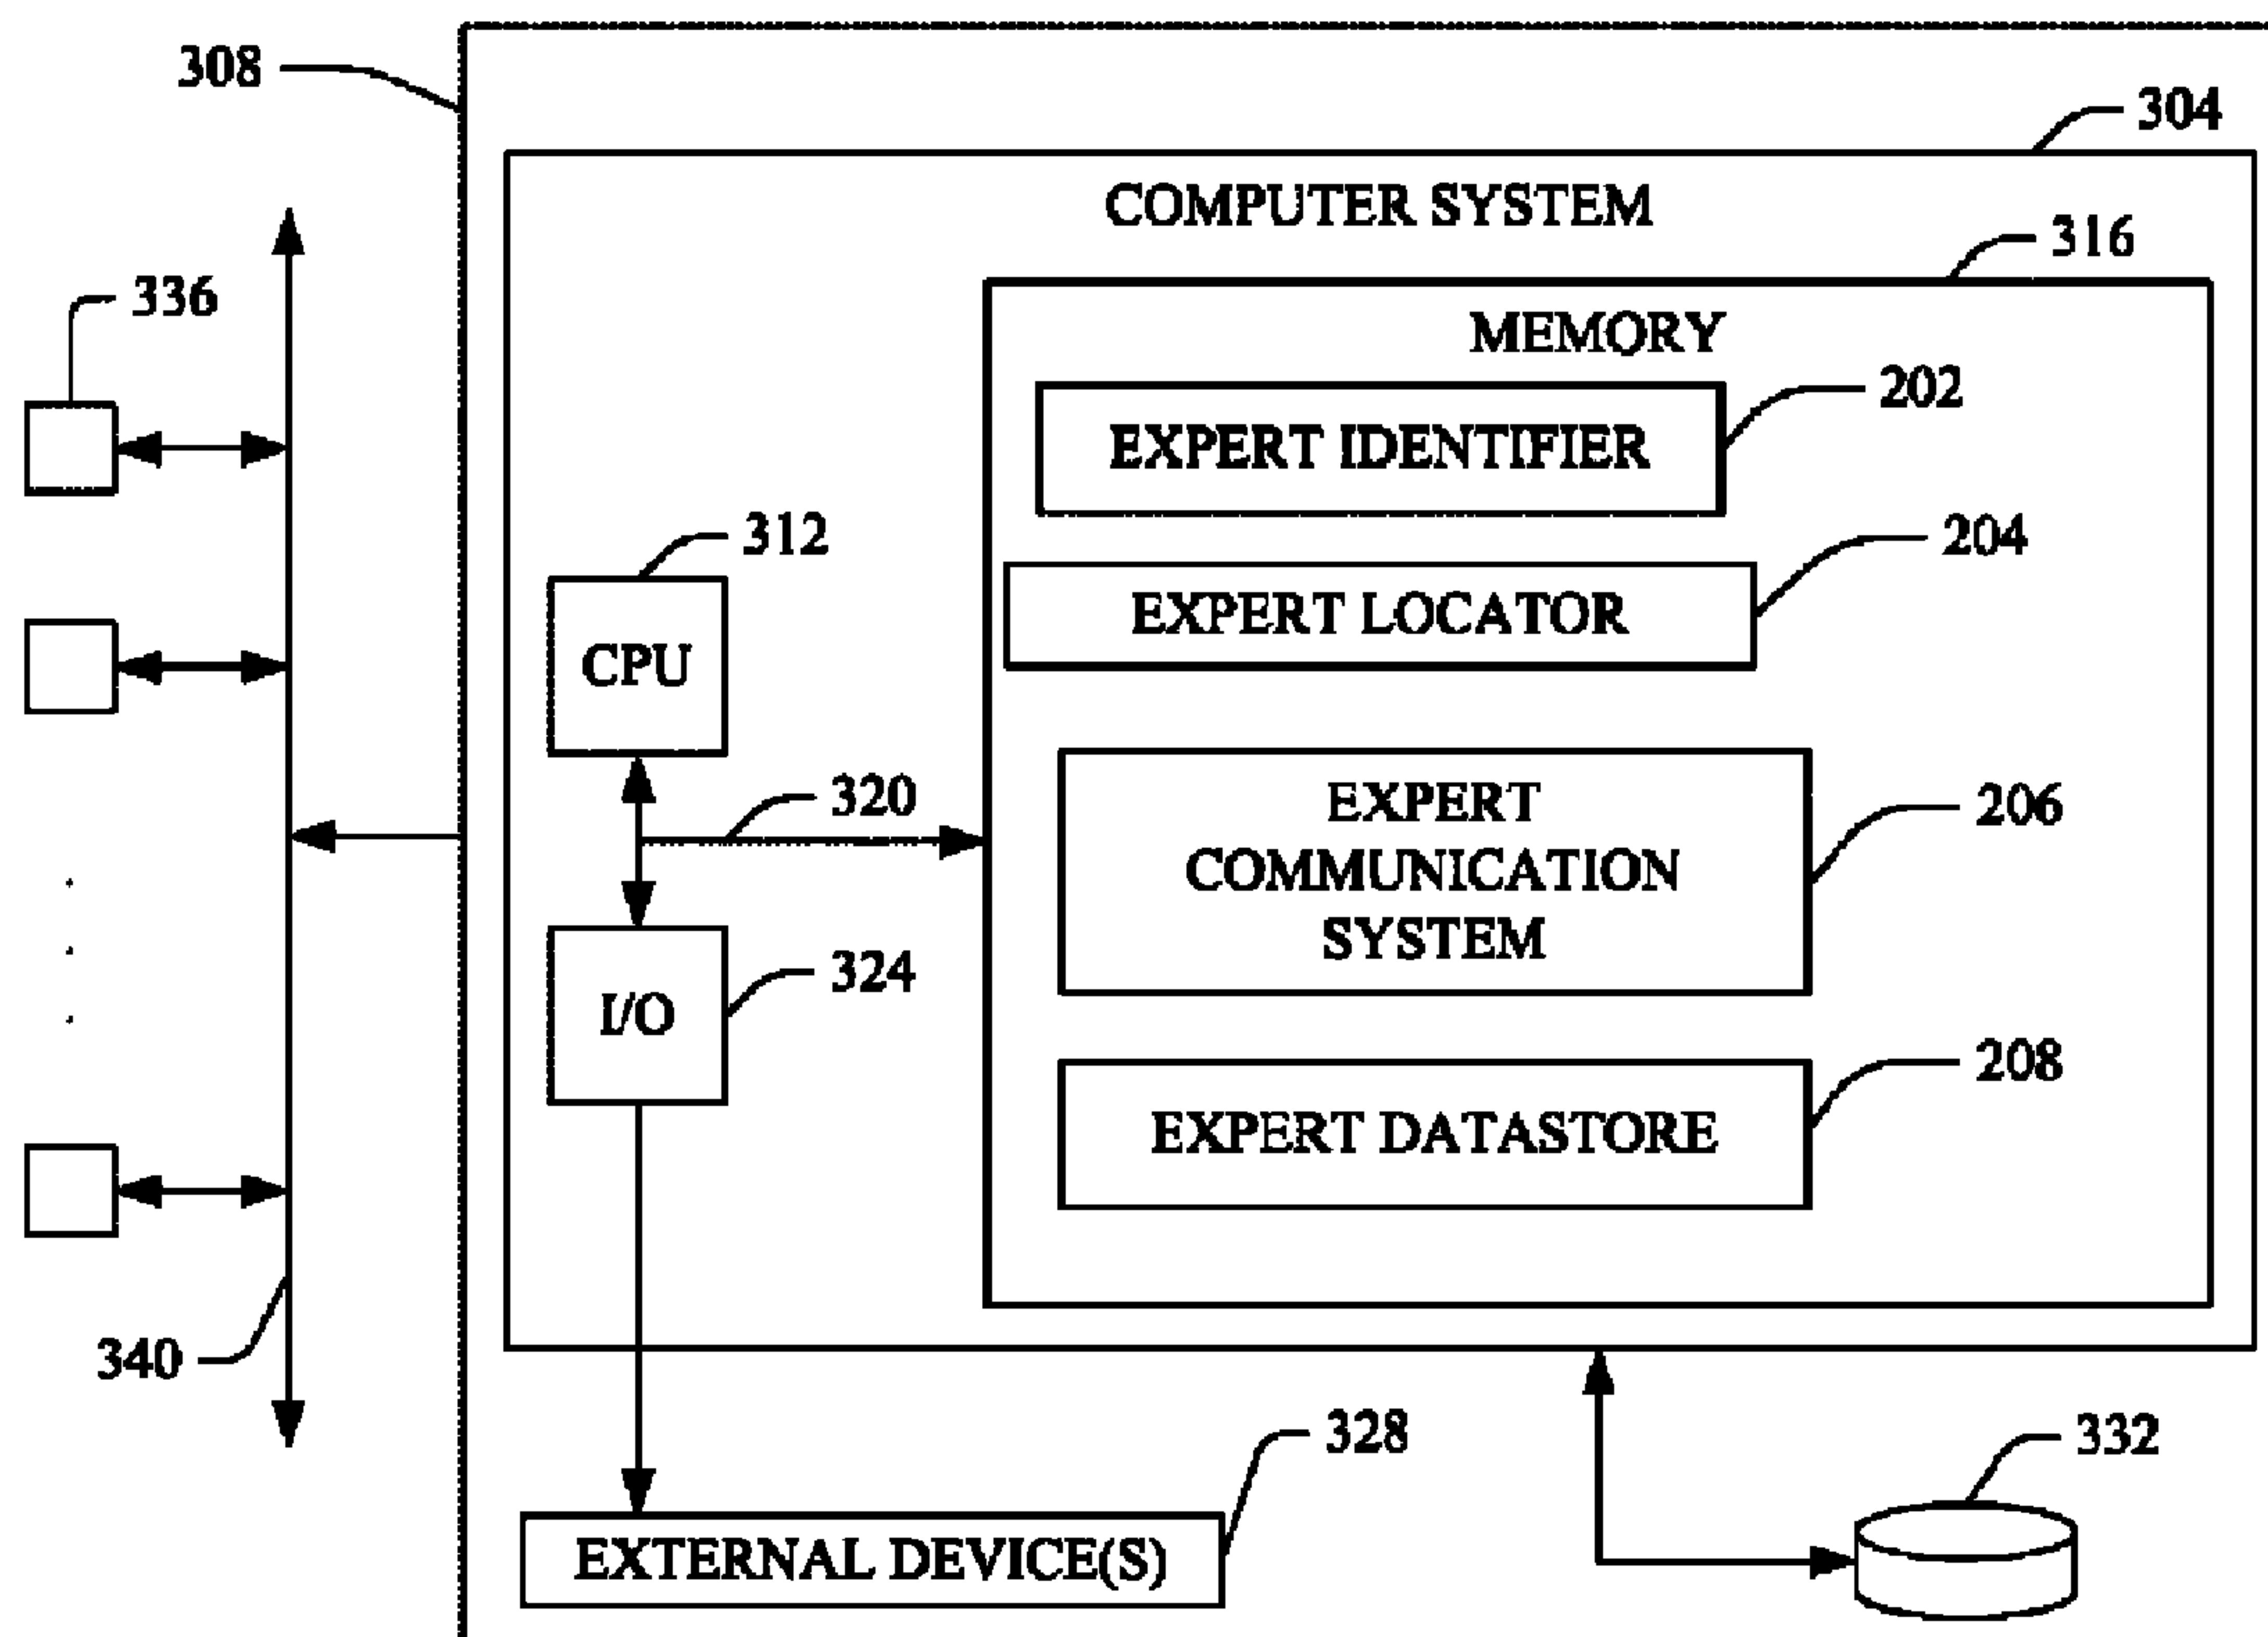 308
304
COMPUTER SYSTEM
316
336
MEMORY
202
EXPERT IDENTIFIER
312
204
EXPERT LOCATOR
CPU
320
EXPERT
COMMUNICATION
SYSTEM
206
324
I/O
208
EXPERT DATASTORE
340
328
332
EXTERNAL DEVICE(S)